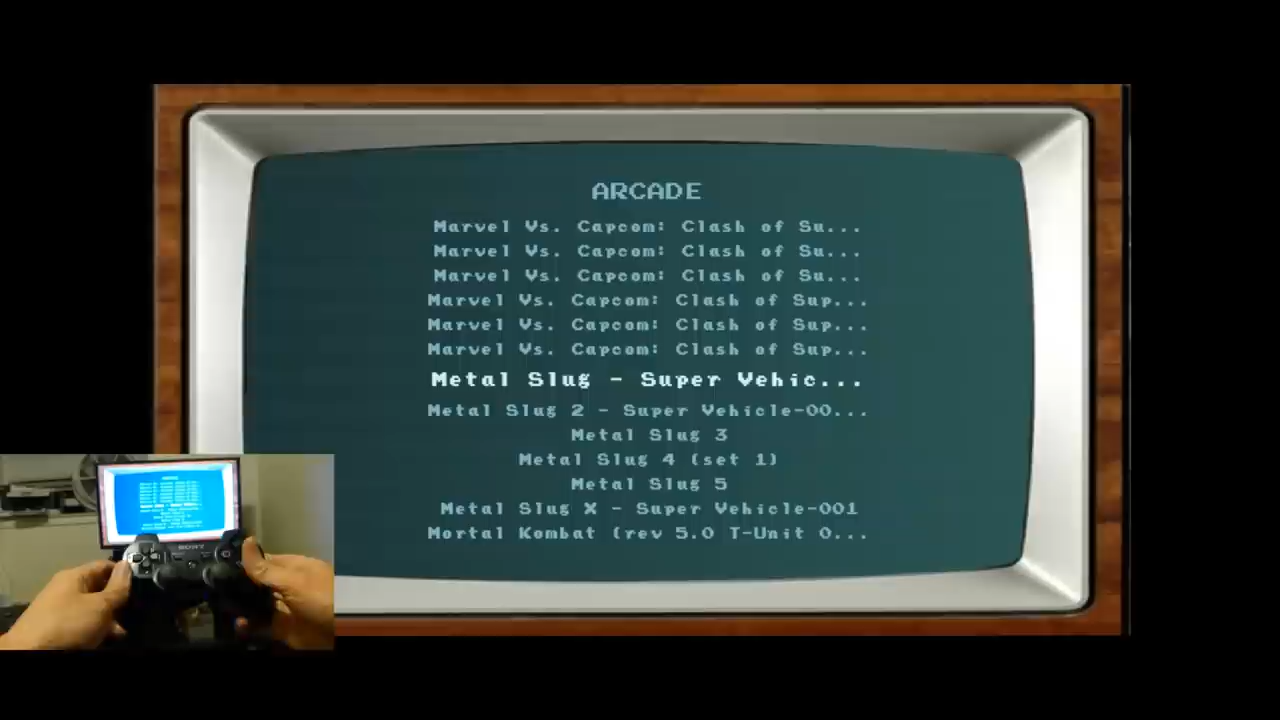 ARCADE
Marvel Vs. Capcom: Clash of Su...
Marvel Vs. Capcom: Clash of Su...
Marvel Vs. Capcom: Clash of Su...
Marvel Vs. Capcom: Clash of Sup...
Marvel Vs. Capcom: Clash of Sup...
Marvel Vs. Capcom: Clash of Sup...
Metal Slug - Super Vehic...
Metal Slug 2 - Super Vehicle-00...
Metal Slug 3
Metal Slug 4 (set 1)
Metal Slug 5
Metal Slug X - Super Vehicle-001
Mortal Kombat (rev 5.0 T-Unit 0...
SONY